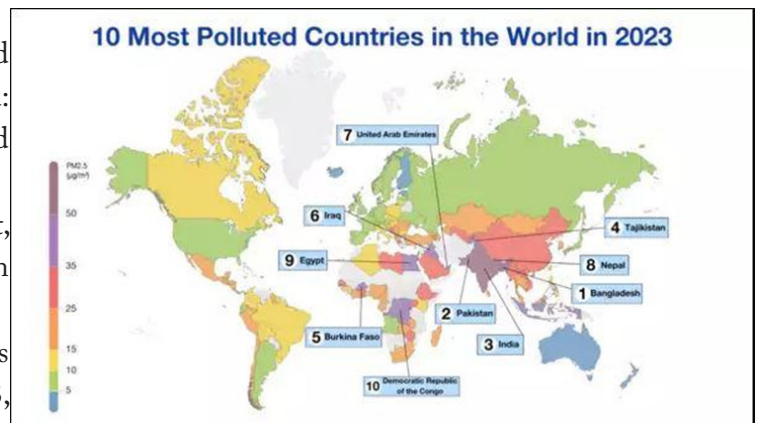 10 Most Polluted Countries in the World in 2023
7 United Arab Emirates
PM2.5
(µg/m³)
50
35
25
15
10
5
6 Iraq
4 Tajikistan
9 Egypt
8 Nepal
1 Bangladesh
2 Pakistan
5 Burkina Faso
3 India
10 Democratic Republic
of the Congo